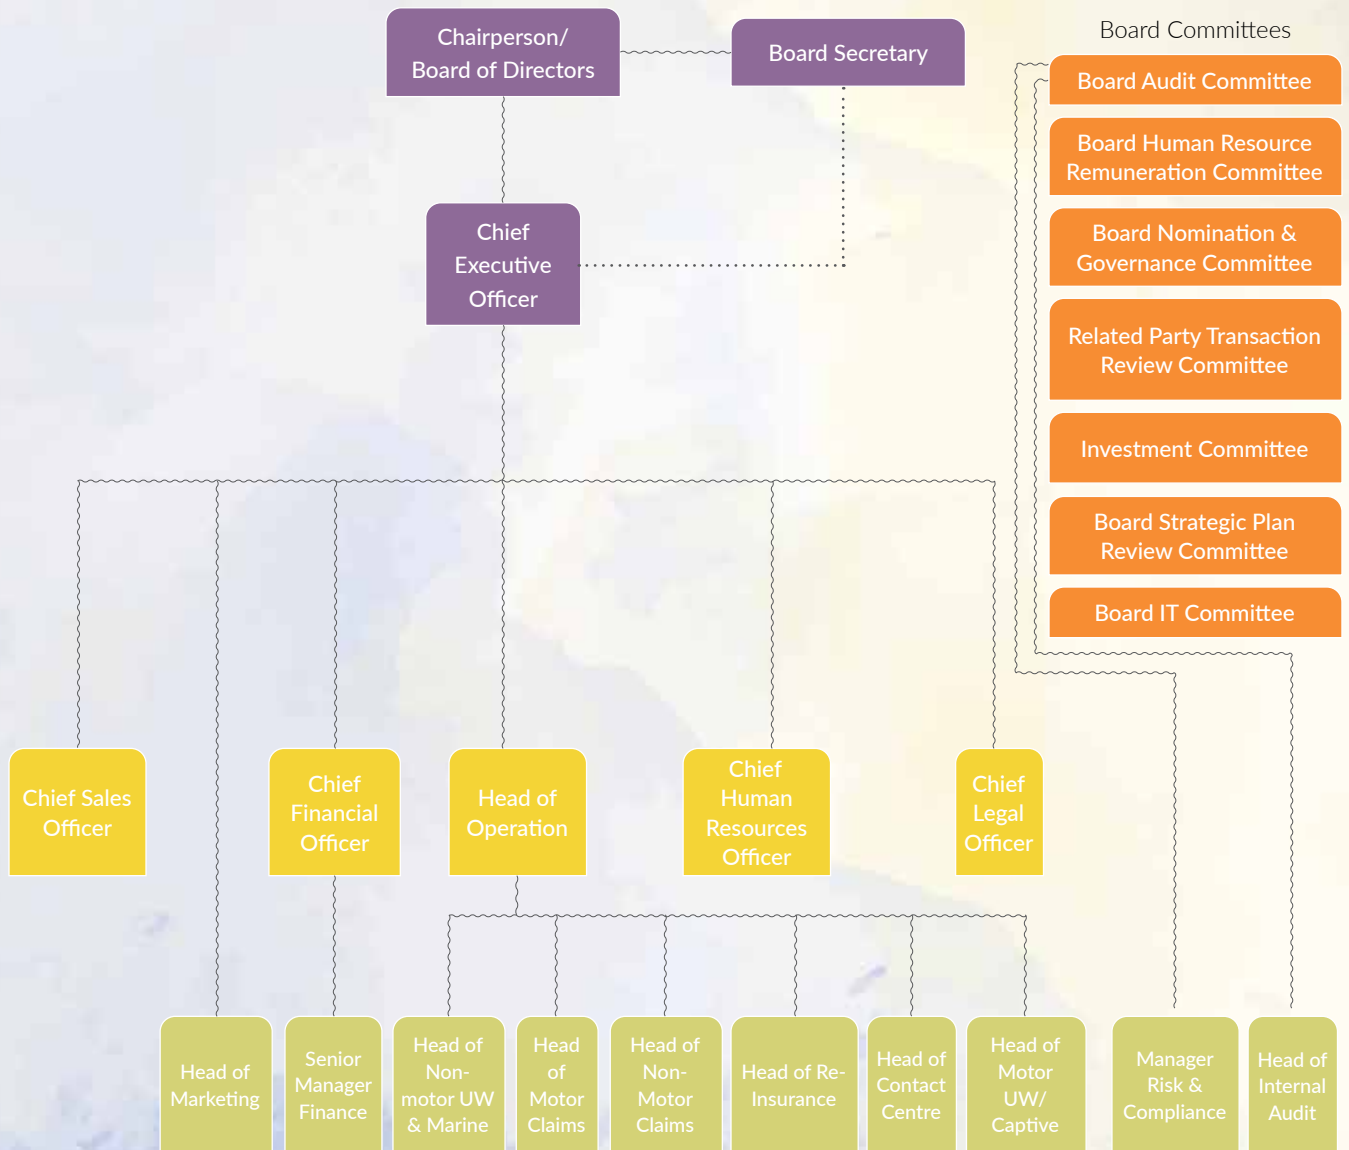 Chairperson/
Board of Directors
Board Secretary
Chief
Executive
Officer
Board Committees
Board Audit Committee
Board Human Resource
Remuneration Committee
Board Nomination &
Governance Committee
Related Party Transaction
Review Committee
Investment Committee
Board Strategic Plan
Review Committee
Board IT Committee
Chief Sales
Officer
Chief
Financial
Officer
Head of
Operation
Chief
Human
Resources
Officer
Chief
Legal
Officer
Head of
Marketing
Senior
Manager
Finance
Head of
Non-
motor UW
& Marine
Head
of
Motor
Claims
Head of
Non-
Motor
Claims
Head of Re-
Insurance
Head of
Contact
Centre
Head of
Motor
UW/
Captive
Manager
Risk &
Compliance
Head of
Internal
Audit